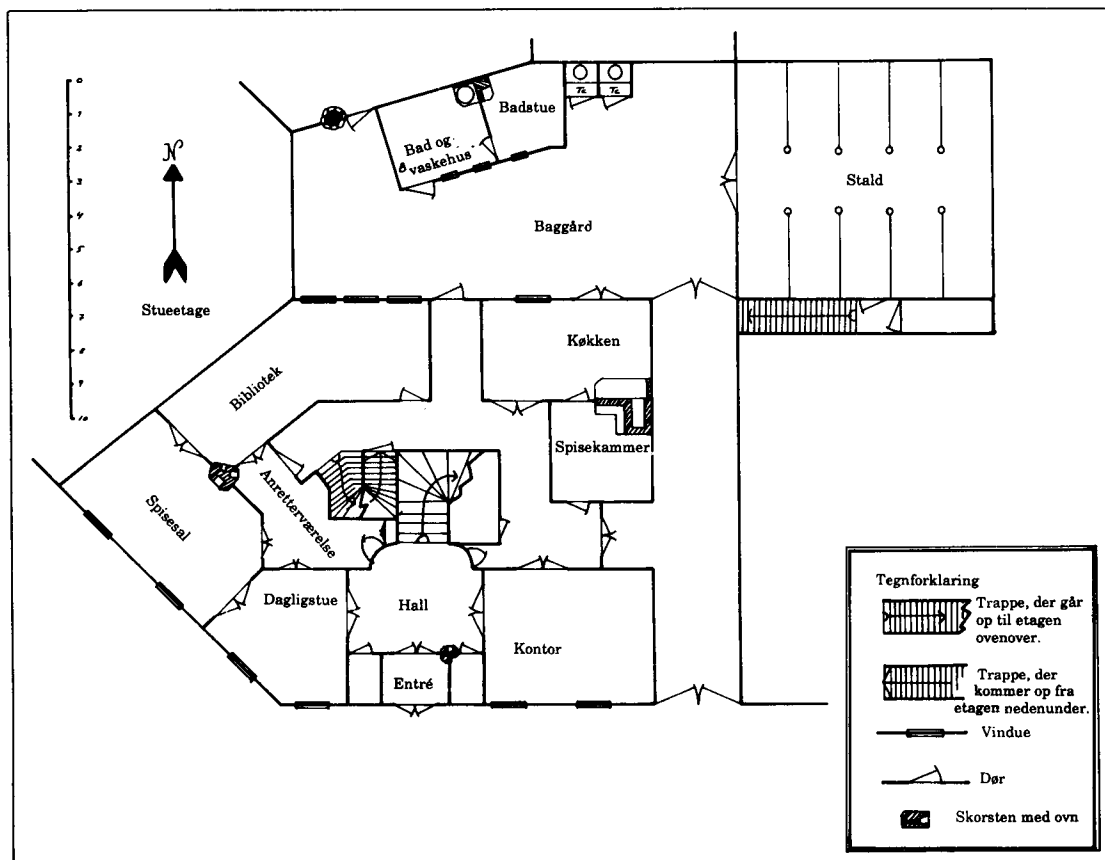 0
1
2
3
4
5
6
7
8
9
10
N
Stueetage
Badstue
Bad og
vaskehus
Tc
Tc
Stald
Baggård
Bibliotek
Køkken
Spisekammer
Anretterværelse
Spisesal
Dagligstue
Hall
Kontor
Entré
Tegnforklaring
Trappe, der går
op til etagen
ovenover.
Trappe, der
kommer op fra
etagen nedenunder.
Vindue
Dør
Skorsten med ovn